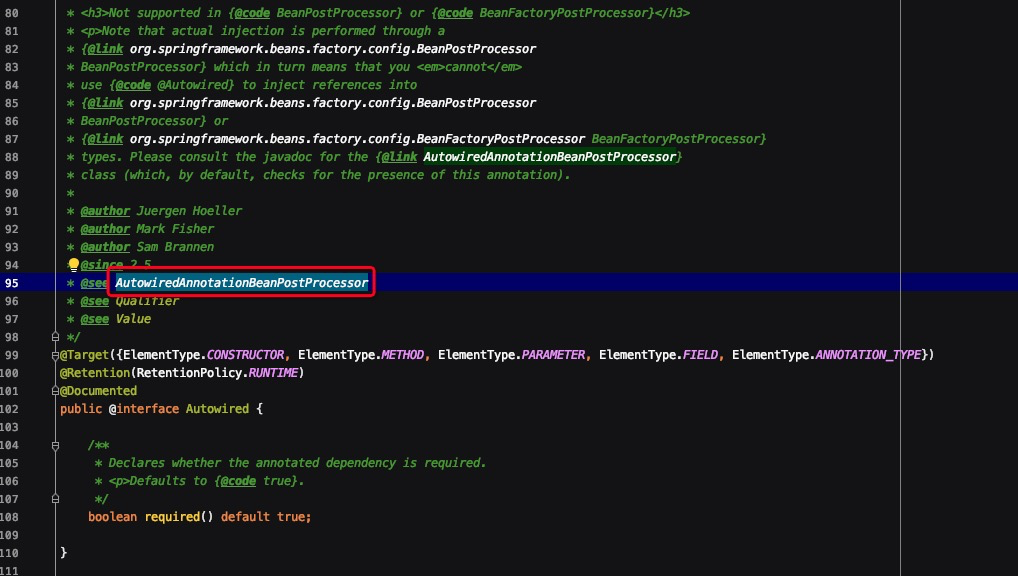 80 * <h3>Not supported in {@code BeanPostProcessor} or {@code BeanFactoryPostProcessor}</h3>
81 * <p>Note that actual injection is performed through a
82 * {@link org.springframework.beans.factory.config.BeanPostProcessor
83 * BeanPostProcessor} which in turn means that you <em>cannot</em>
84 * use {@code @Autowired} to inject references into
85 * {@link org.springframework.beans.factory.config.BeanPostProcessor
86 * BeanPostProcessor} or
87 * {@link org.springframework.beans.factory.config.BeanFactoryPostProcessor BeanFactoryPostProcessor}
88 * types. Please consult the javadoc for the {@link AutowiredAnnotationBeanPostProcessor}
89 * class (which, by default, checks for the presence of this annotation).
90 *
91 * @author Juergen Hoeller
92 * @author Mark Fisher
93 * @author Sam Brannen
94 * @since 2.5
95 * @see AutowiredAnnotationBeanPostProcessor
96 * @see Qualifier
97 * @see Value
98 */
99 @Target({ElementType.CONSTRUCTOR, ElementType.METHOD, ElementType.PARAMETER, ElementType.FIELD, ElementType.ANNOTATION_TYPE})
100 @Retention(RetentionPolicy.RUNTIME)
101 @Documented
102 public @interface Autowired {
103
104 /**
105 * Declares whether the annotated dependency is required.
106 * <p>Defaults to {@code true}.
107 */
108 boolean required() default true;
109
110 }
111